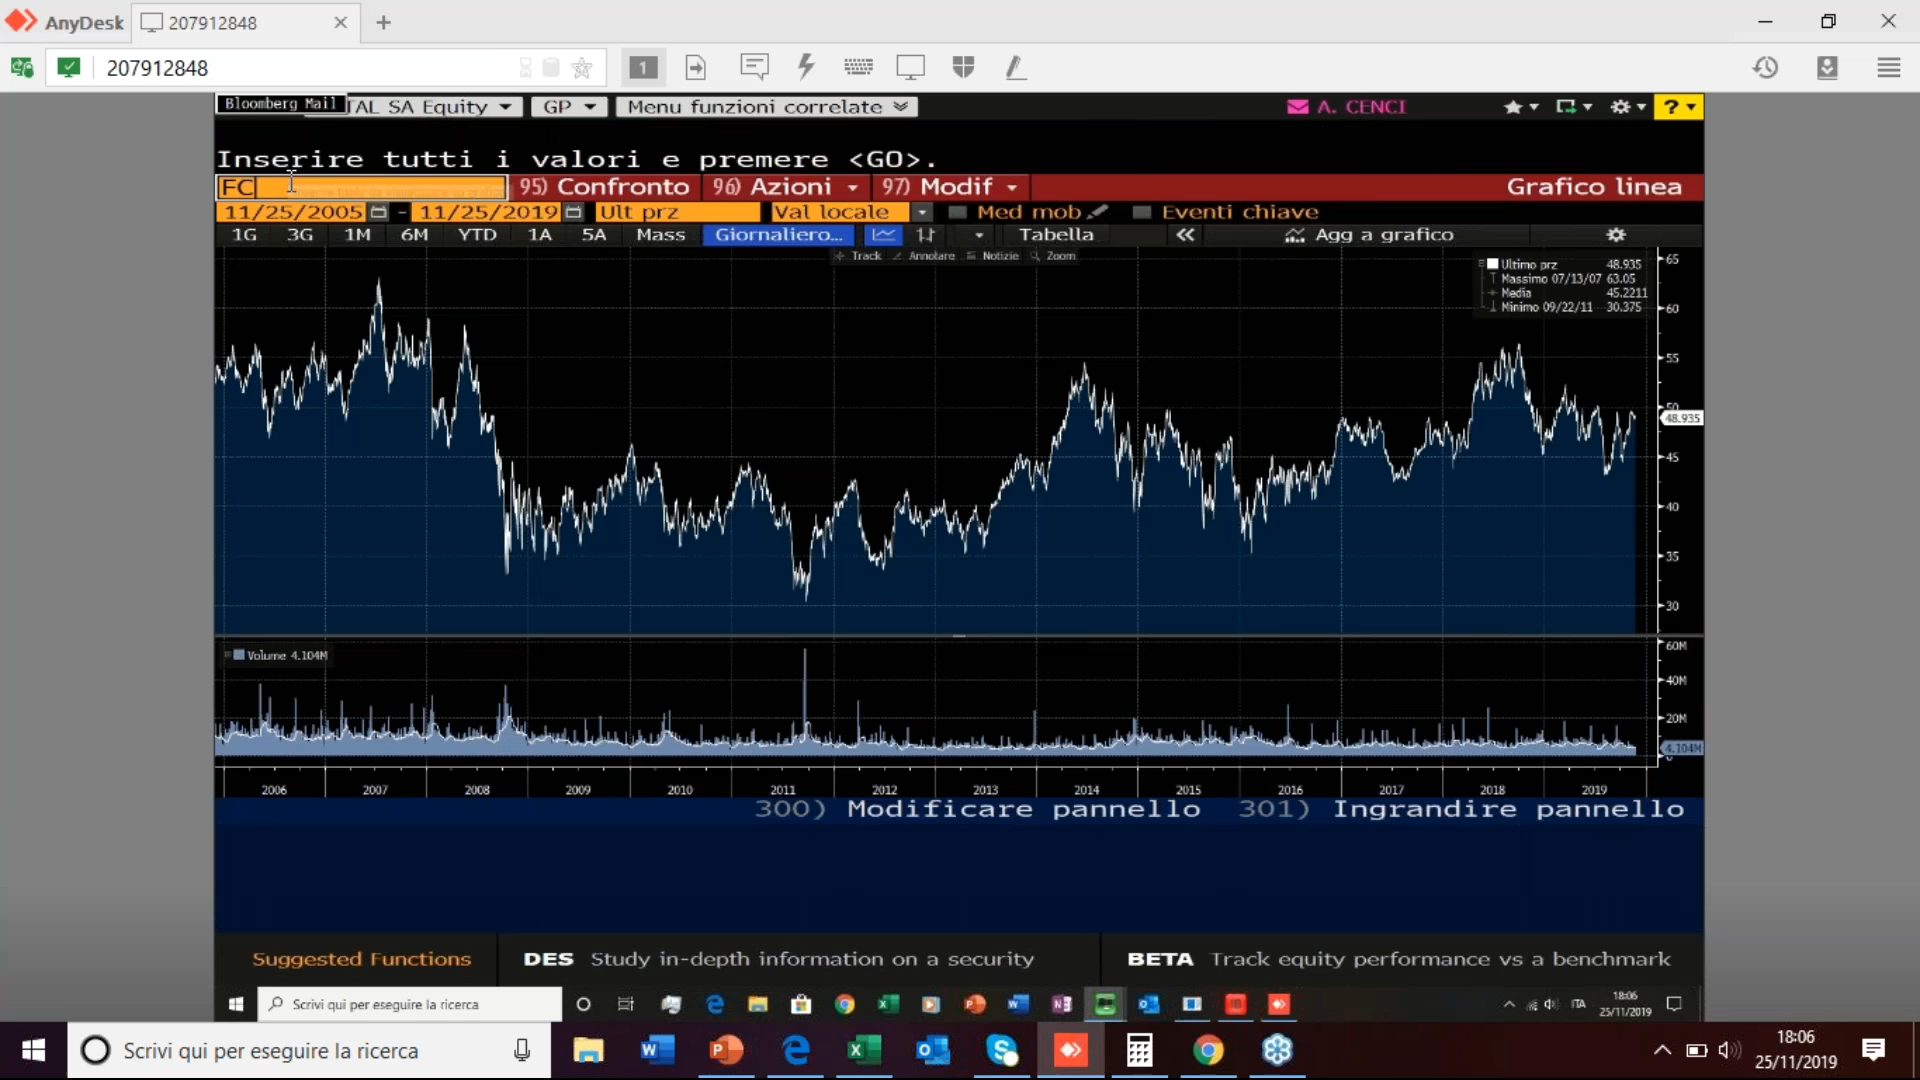 AnyDesk 207912848
207912848 1
Bloomberg Mail TAL SA Equity GP Menu funzioni correlate A. CENCI ?
Inserire tutti i valori e premere <GO>.
FC 95) Confronto 96) Azioni 97) Modif Grafico linea
11/25/2005 - 11/25/2019 Ult prz Val locale Med mob Eventi chiave
1G 3G 1M 6M YTD 1A 5A Mass Giornaliero... Tabella Agg a grafico
Track Annotare Notizie Zoom
Ultimo prz 48.935
Massimo 07/13/07 63.05
Media 45.2211
Minimo 09/22/11 30.375
65
60
55
50
48.935
45
40
35
30
Volume 4.104M
60M
40M
20M
4.104M
0
2006 2007 2008 2009 2010 2011 2012 2013 2014 2015 2016 2017 2018 2019
300) Modificare pannello 301) Ingrandire pannello
Suggested Functions DES Study in-depth information on a security BETA Track equity performance vs a benchmark
Scrivi qui per eseguire la ricerca ITA 18:06
25/11/2019
Scrivi qui per eseguire la ricerca 18:06
25/11/2019